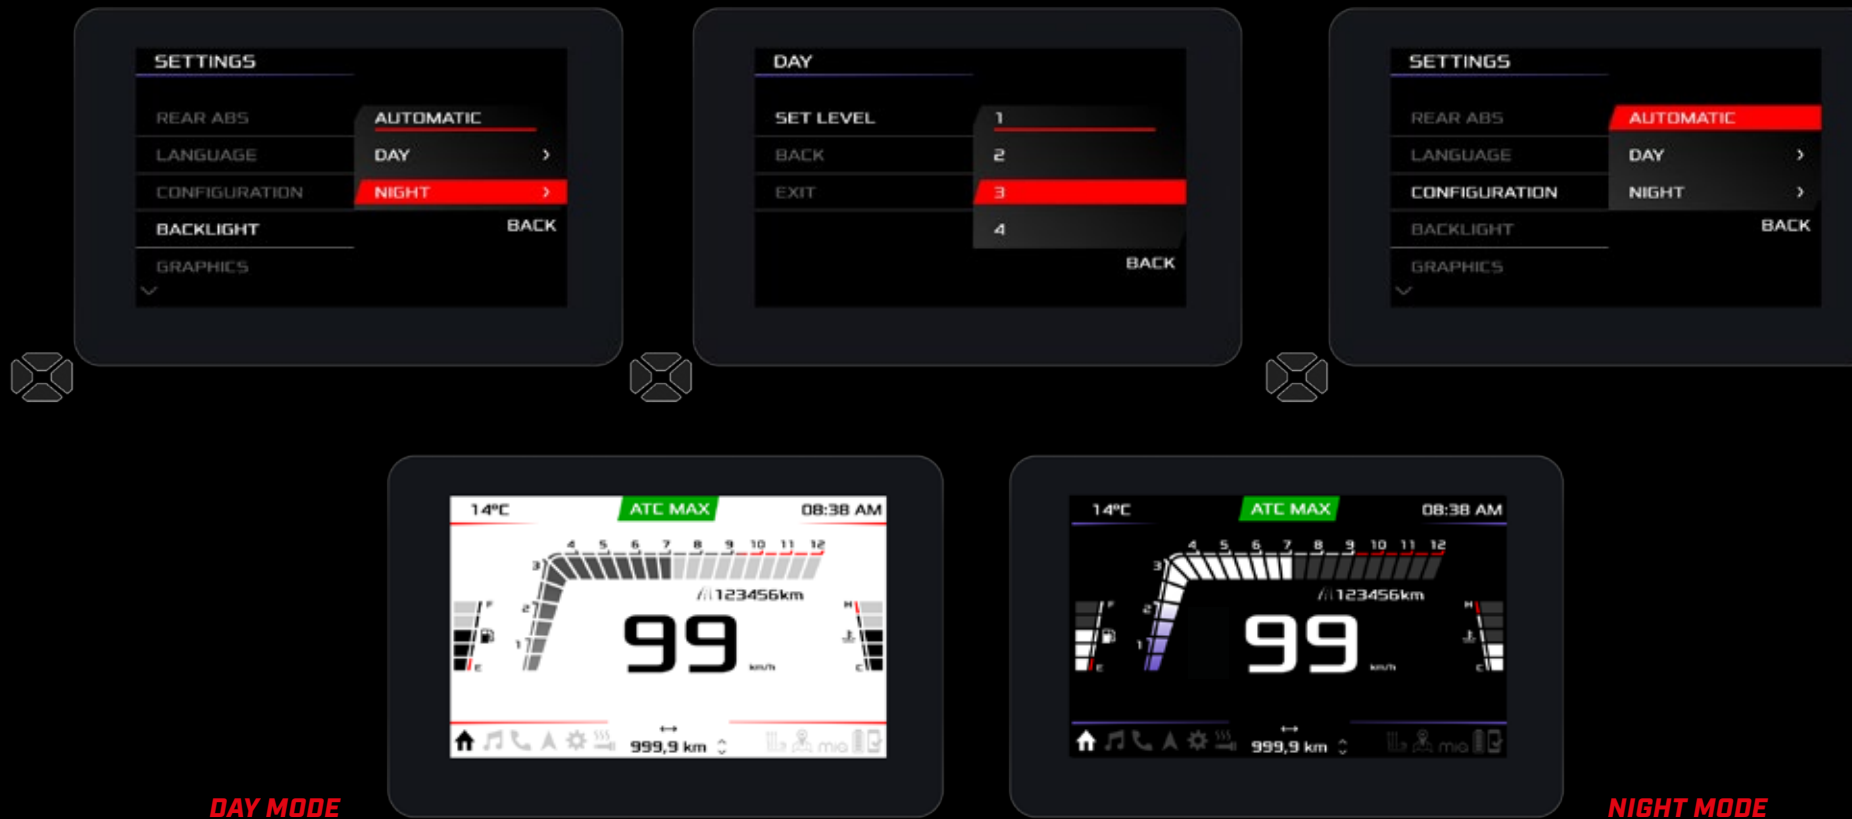 SETTINGS
REAR ABS
LANGUAGE
CONFIGURATION
BACKLIGHT
GRAPHICS
AUTOMATIC
DAY
NIGHT
BACK
DAY
SET LEVEL
BACK
EXIT
1
2
3
4
BACK
SETTINGS
REAR ABS
LANGUAGE
CONFIGURATION
BACKLIGHT
GRAPHICS
AUTOMATIC
DAY
NIGHT
BACK
14°C ATC MAX 08:38 AM
4 5 6 7 8 9 10 11 12
3
123456km
2
1
F
E
H
C
99 km/h
999,9 km
mia
DAY MODE
14°C ATC MAX 08:38 AM
4 5 6 7 8 9 10 11 12
3
123456km
2
1
F
E
H
C
99 km/h
999,9 km
mia
NIGHT MODE